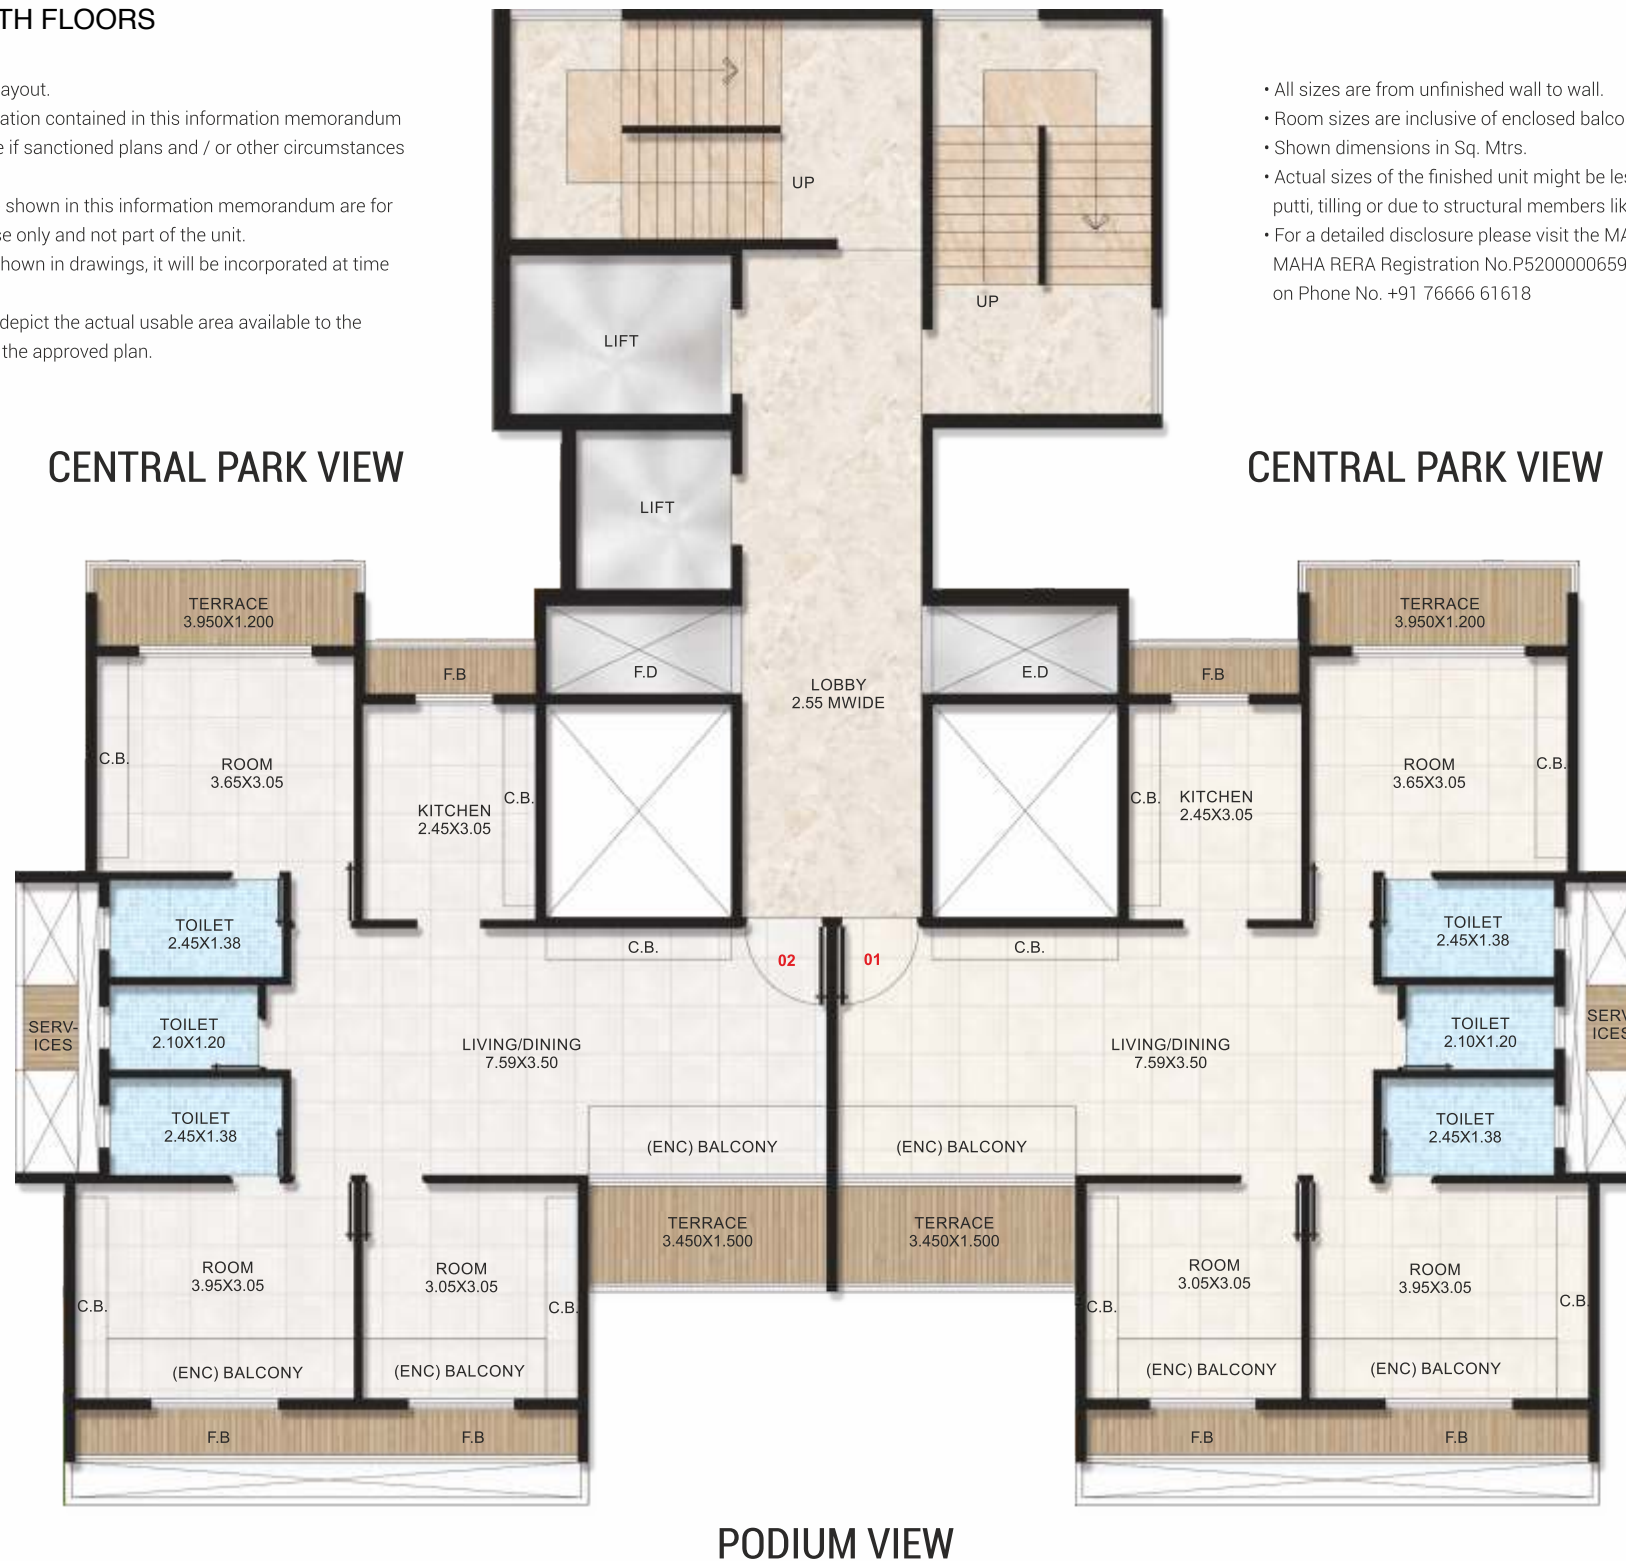 TH FLOORS
ayout.
ation contained in this information memorandum
e if sanctioned plans and / or other circumstances
shown in this information memorandum are for
se only and not part of the unit.
hown in drawings, it will be incorporated at time
depict the actual usable area available to the
the approved plan.
• All sizes are from unfinished wall to wall.
• Room sizes are inclusive of enclosed balco
• Shown dimensions in Sq. Mtrs.
• Actual sizes of the finished unit might be les
putti, tilling or due to structural members lik
• For a detailed disclosure please visit the MA
MAHA RERA Registration No.P5200000659
on Phone No. +91 76666 61618
UP
UP
LIFT
LIFT
CENTRAL PARK VIEW
CENTRAL PARK VIEW
TERRACE
3.950X1.200
F.B
F.D
LOBBY
2.55 MWIDE
E.D
F.B
TERRACE
3.950X1.200
C.B.
ROOM
3.65X3.05
KITCHEN
2.45X3.05
C.B.
C.B.
KITCHEN
2.45X3.05
ROOM
3.65X3.05
C.B.
TOILET
2.45X1.38
C.B.
02
01
C.B.
TOILET
2.45X1.38
SERV-
ICES
TOILET
2.10X1.20
LIVING/DINING
7.59X3.50
LIVING/DINING
7.59X3.50
TOILET
2.10X1.20
SERV
ICES
TOILET
2.45X1.38
(ENC) BALCONY
(ENC) BALCONY
TOILET
2.45X1.38
TERRACE
3.450X1.500
TERRACE
3.450X1.500
C.B.
ROOM
3.95X3.05
ROOM
3.05X3.05
C.B.
C.B.
ROOM
3.05X3.05
ROOM
3.95X3.05
C.B.
(ENC) BALCONY
(ENC) BALCONY
(ENC) BALCONY
(ENC) BALCONY
F.B
F.B
F.B
F.B
PODIUM VIEW